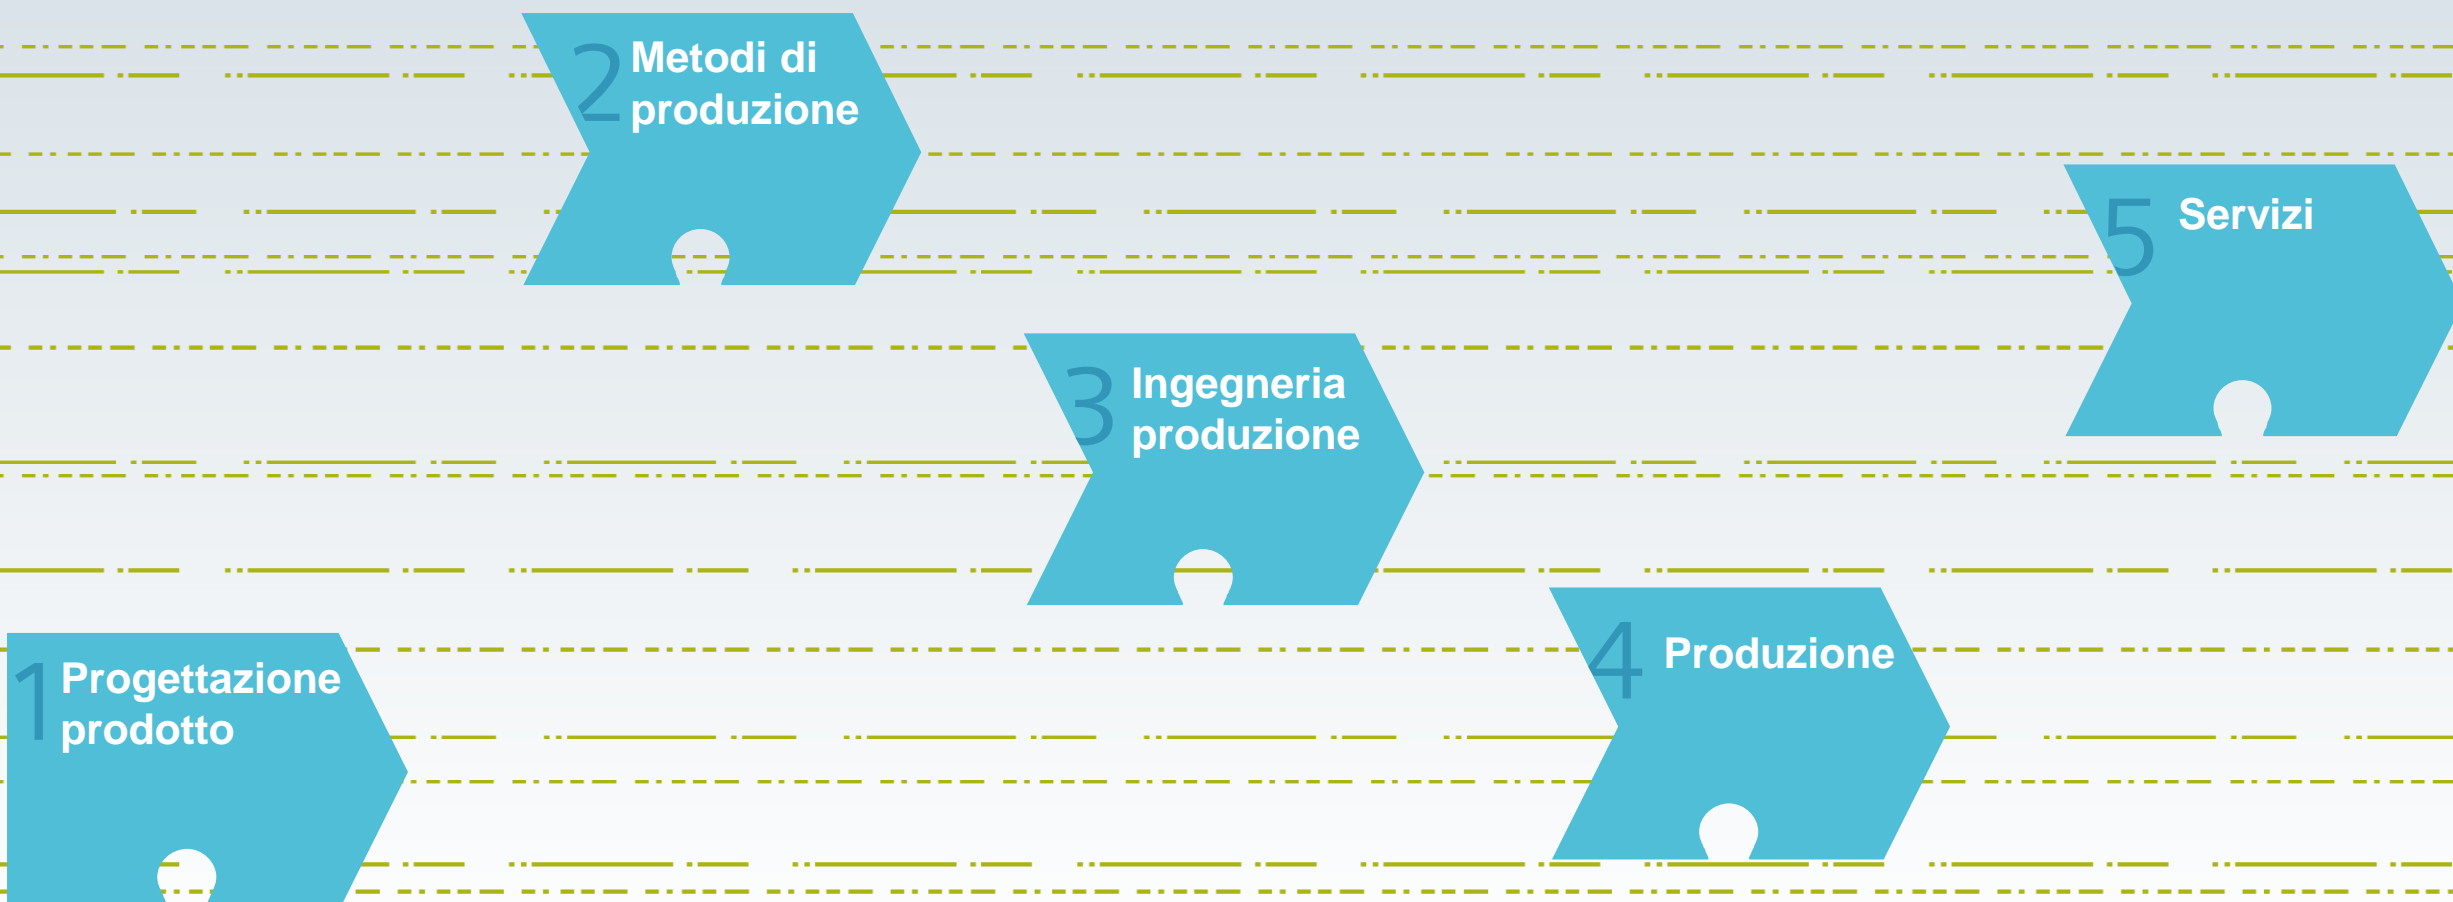 1
Progettazione
prodotto
2
Metodi di
produzione
3
Ingegneria
produzione
4
Produzione
5
Servizi